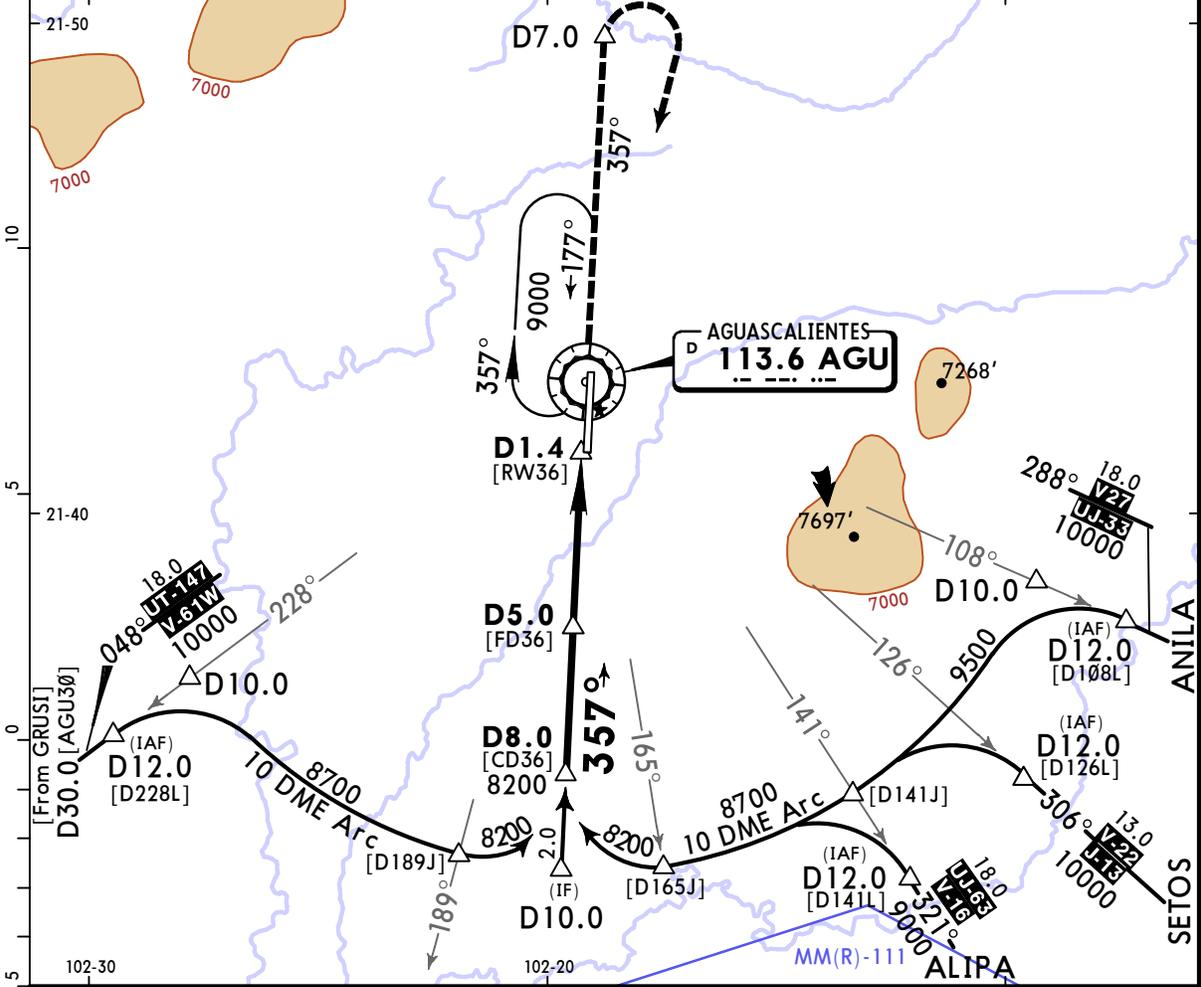 21-50
D7.0
7000
7000
357°
10
←177°
9000
357°
AGUASCALIENTES
D
113.6 AGU
7268'
D1.4
[RW36]
5
21-40
7697'
7000
108°
D10.0
288°
18.0
V27
UJ-33
10000
18.0
UT-147
V-61W
10000
048°
228°
D10.0
D5.0
[FD36]
126°
9500
(IAF)
D12.0
[D108L]
ANILA
[From GRUSI]
D30.0 [AGU30]
0
(IAF)
D12.0
[D228L]
8700
10 DME Arc
D8.0
[CD36]
8200
357°
165°
141°
(IAF)
D12.0
[D126L]
306°
13.0
V-22
J-13
10000
SETOS
[D189J]
8200
2.0
8200
8700
10 DME Arc
[D141J]
189°
(IF)
D10.0
[D165J]
(IAF)
D12.0
[D141L]
18.0
UJ-63
V-16
321°
9000
ALIPA
MM(R)-111
5
102-30
102-20